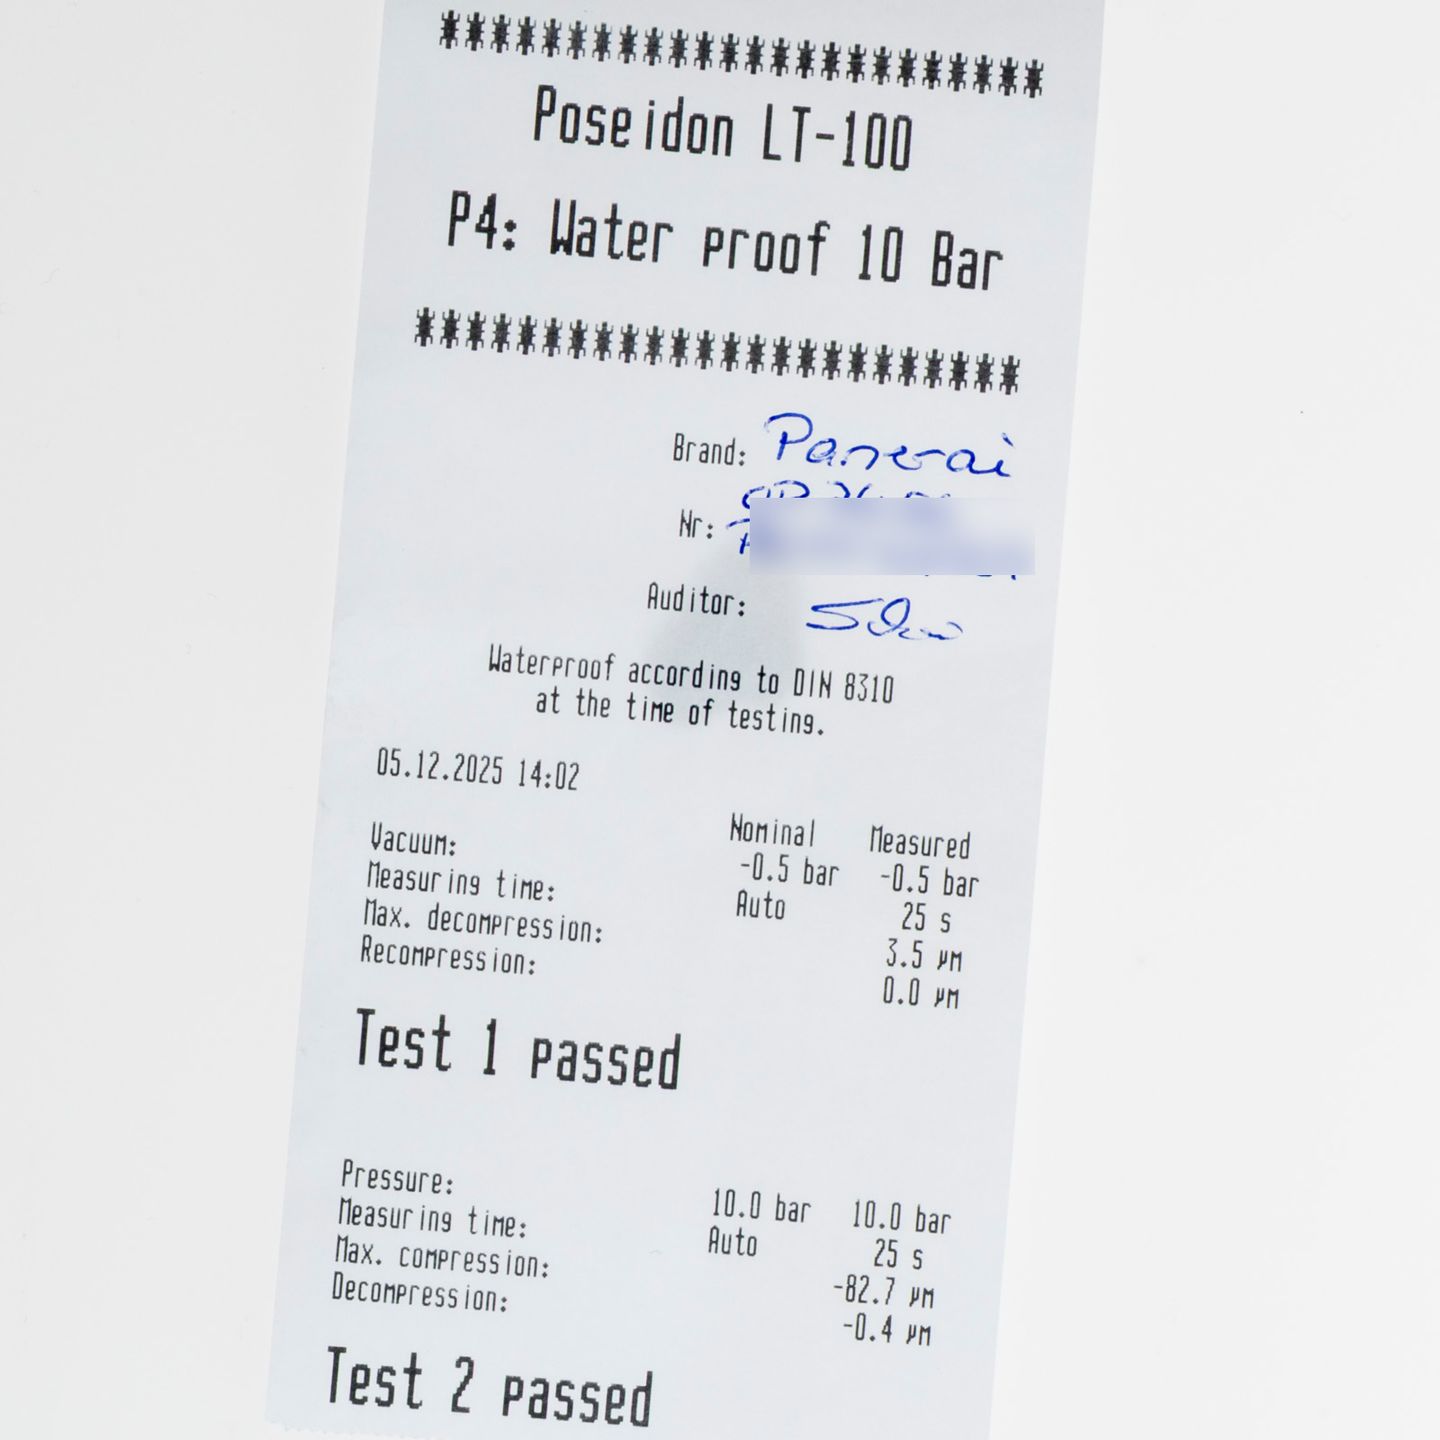 ************************
Poseidon LT-100
P4: Water proof 10 Bar
************************
Brand: Panerai
Nr:
Auditor:
Waterproof according to DIN 8310
at the time of testing.
05.12.2025 14:02
Nominal Measured
Vacuum: -0.5 bar -0.5 bar
Measuring time: Auto 25 s
Max. decompression: 3.5 µm
Recompression: 0.0 µm
Test 1 passed
Pressure: 10.0 bar 10.0 bar
Measuring time: Auto 25 s
Max. compression: -82.7 µm
Decompression: -0.4 µm
Test 2 passed